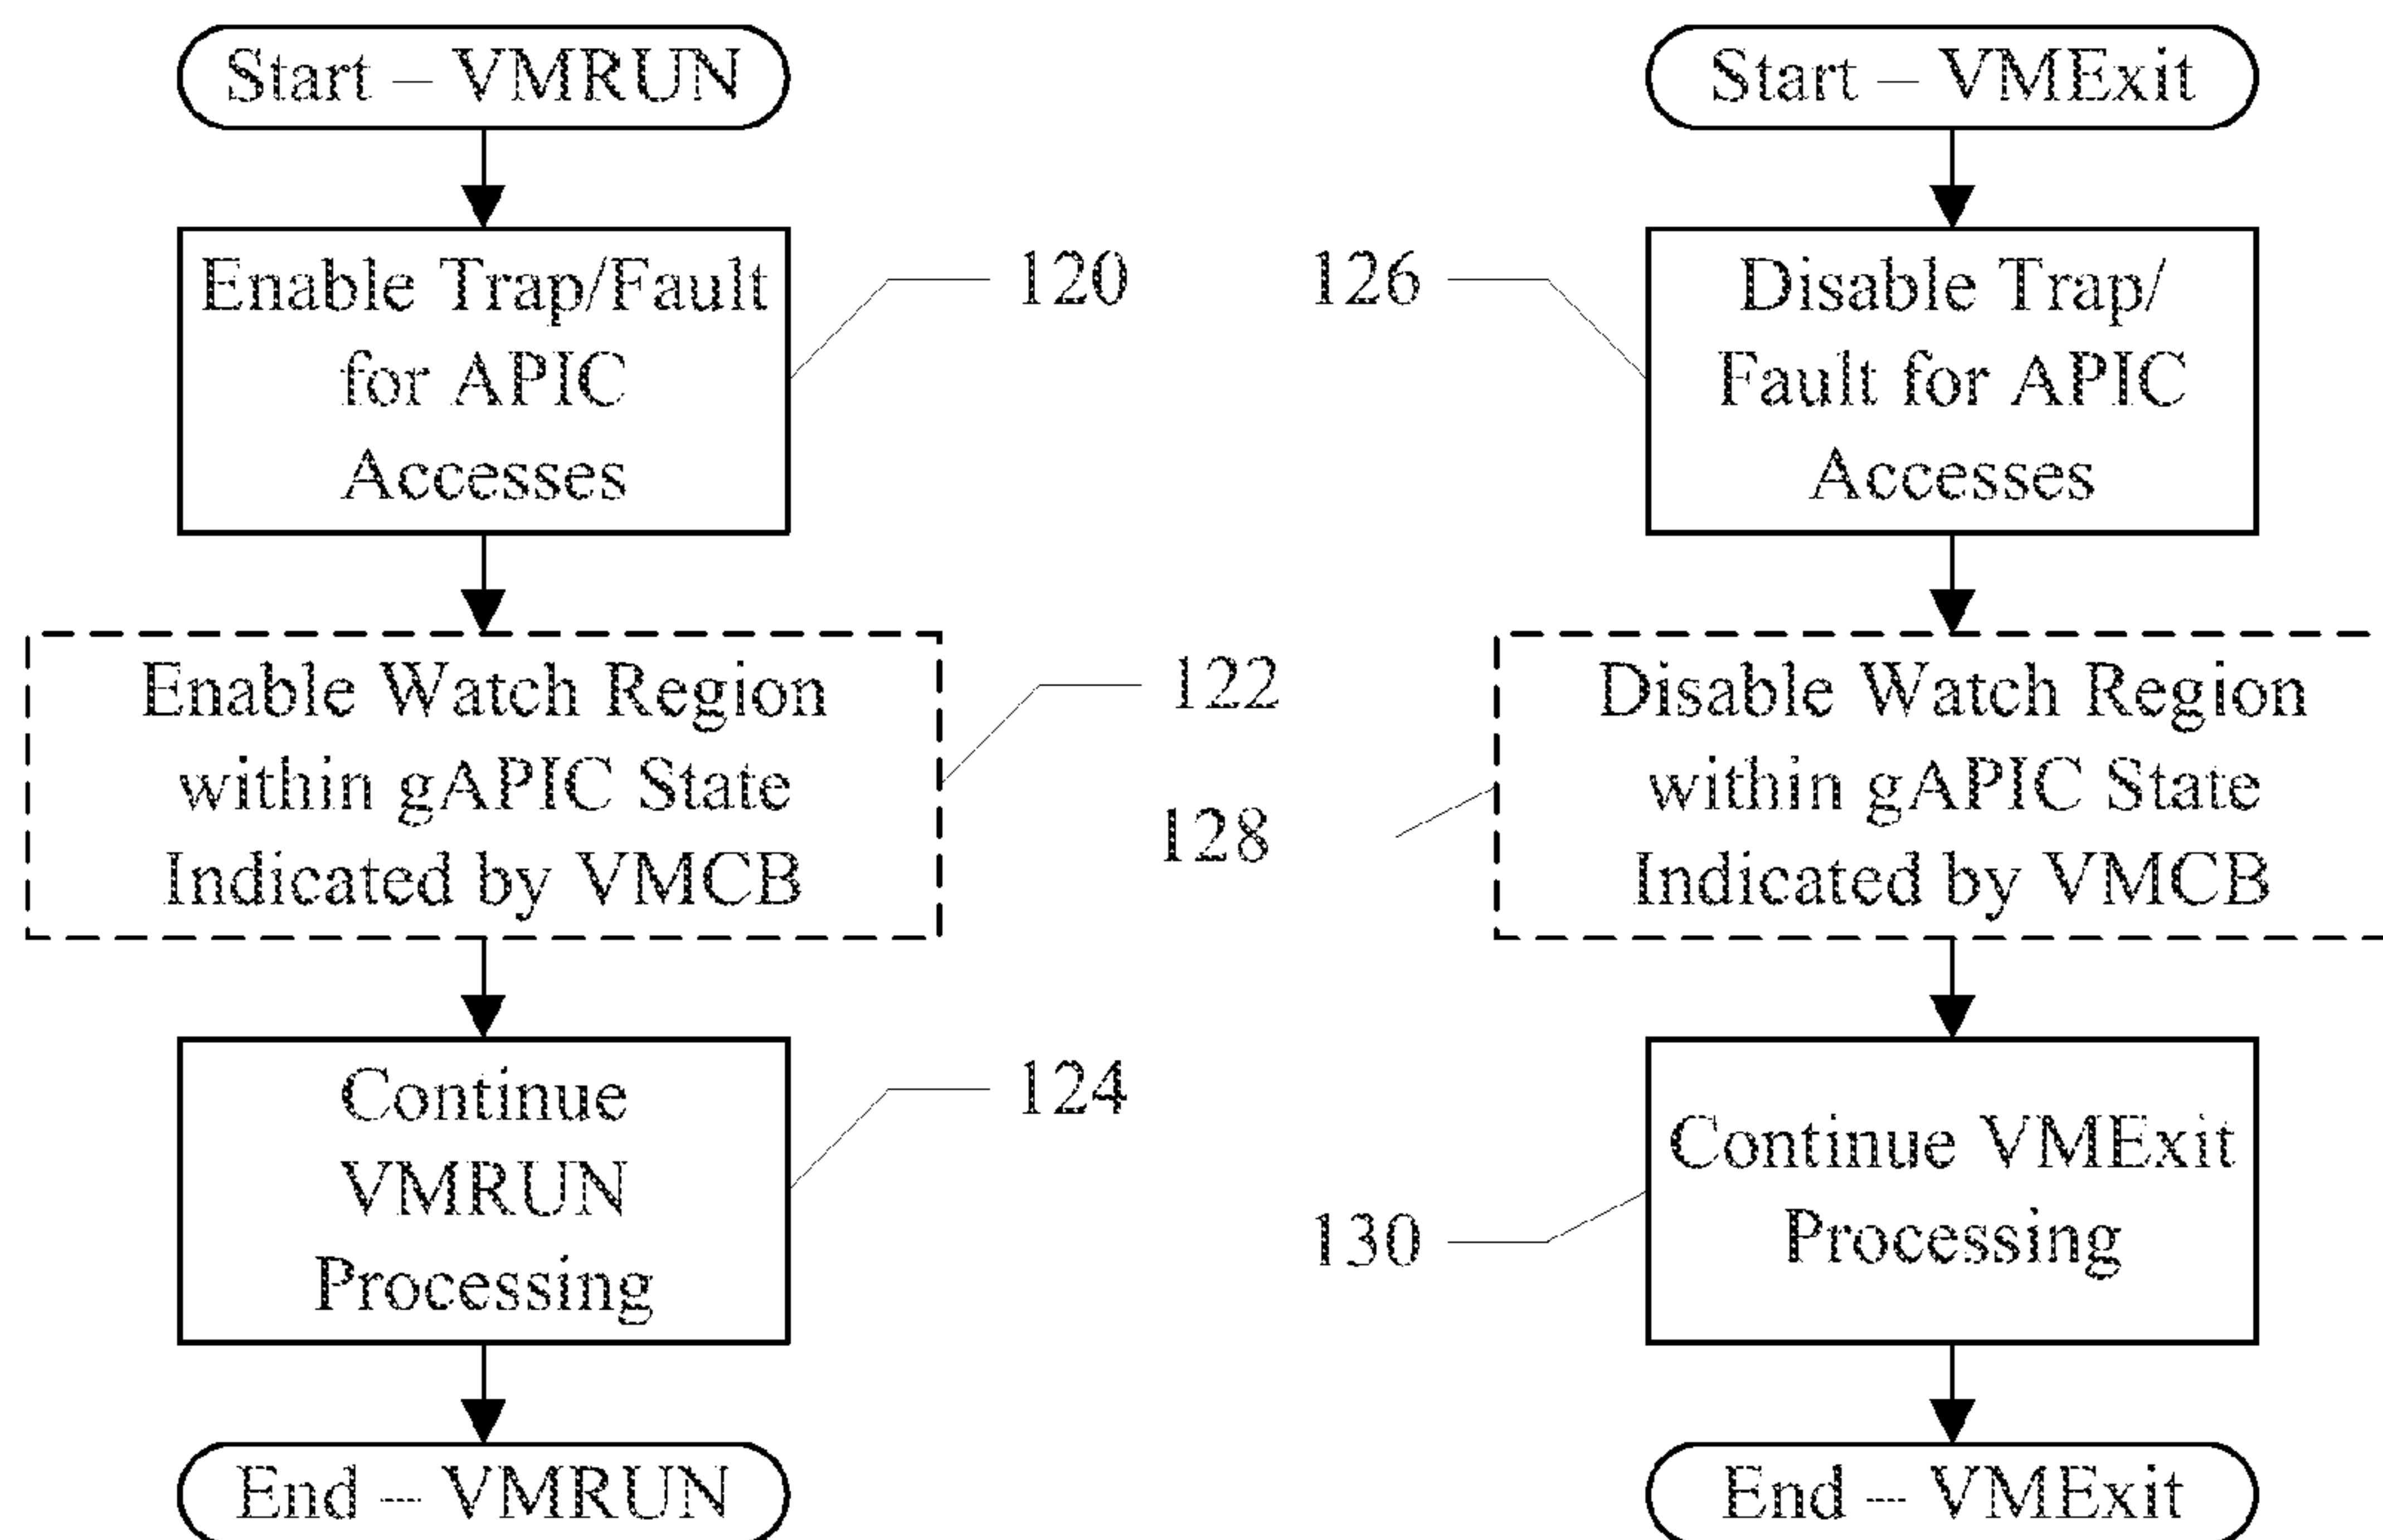 Start – VMRUN
Enable Trap/Fault
for APIC
Accesses
120
Enable Watch Region
within gAPIC State
Indicated by VMCB
122
Continue
VMRUN
Processing
124
End – VMRUN
Start – VMExit
126
Disable Trap/
Fault for APIC
Accesses
128
Disable Watch Region
within gAPIC State
Indicated by VMCB
130
Continue VMExit
Processing
End – VMExit